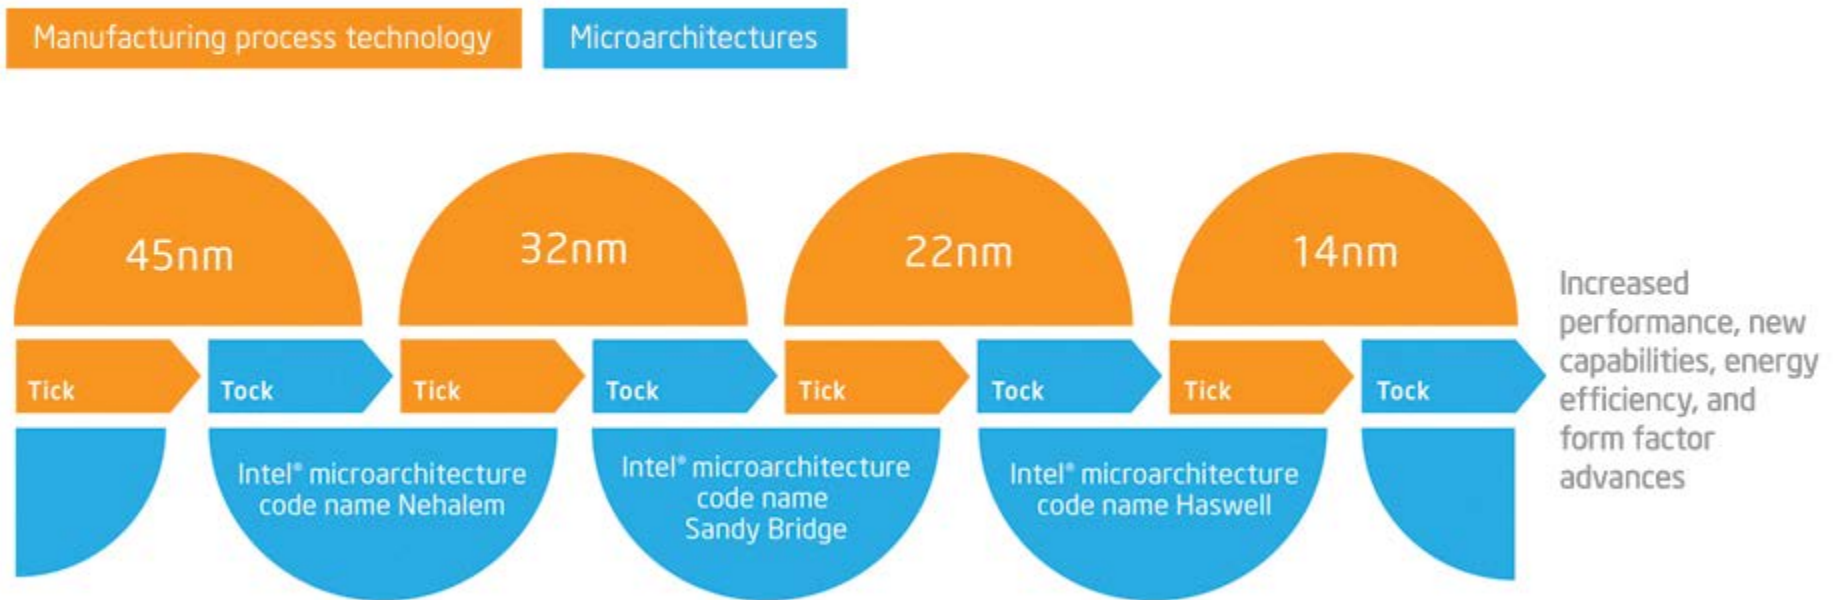 Manufacturing process technology
Microarchitectures
45nm
32nm
22nm
14nm
Tick
Tock
Tick
Tock
Tick
Tock
Tick
Tock
Intel® microarchitecture
code name Nehalem
Intel® microarchitecture
code name
Sandy Bridge
Intel® microarchitecture
code name Haswell
Increased
performance, new
capabilities, energy
efficiency, and
form factor
advances